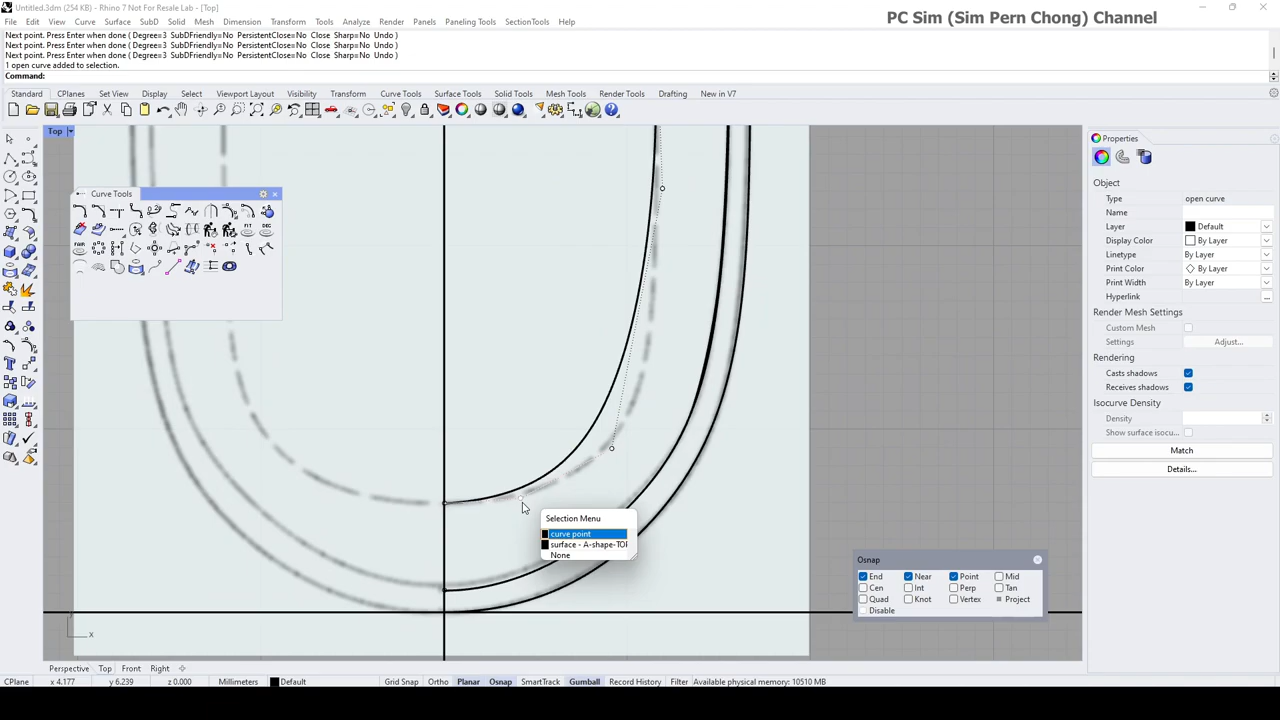 Untitled.3dm (364 KB) - Rhino 7 Not For Resale Lab - [Top]
PC Sim (Sim Pern Chong) Channel
File Edit View Curve Surface SubD Solid Mesh Dimension Transform Tools Analyze Render Panels Paneling Tools SectionTools Help
Next point. Press Enter when done ( Degree=3 SubDFriendly=No PersistentClose=No Close Sharp=No Undo )
Next point. Press Enter when done ( Degree=3 SubDFriendly=No PersistentClose=No Close Sharp=No Undo )
Next point. Press Enter when done ( Degree=3 SubDFriendly=No PersistentClose=No Close Sharp=No Undo )
1 open curve added to selection.
Command:
Standard CPlanes Set View Display Select Viewport Layout Visibility Transform Curve Tools Surface Tools Solid Tools Mesh Tools Render Tools Drafting New in V7
Top
Properties
Curve Tools
Object
Type open curve
Name
Layer Default
Display Color By Layer
Linetype By Layer
Print Color By Layer
Print Width By Layer
Hyperlink ...
Render Mesh Settings
Custom Mesh
Settings Adjust...
Rendering
Casts shadows
Receives shadows
Isocurve Density
Density
Show surface isocu...
Match
Details...
Selection Menu
curve point
surface - A-shape-TOP
None
Osnap
End Near Point Mid
Cen Int Perp Tan
Quad Knot Vertex Project
Disable
x
Perspective Top Front Right
CPlane x 4.177 y 6.239 z 0.000 Millimeters Default Grid Snap Ortho Planar Osnap SmartTrack Gumball Record History Filter Available physical memory: 10510 MB